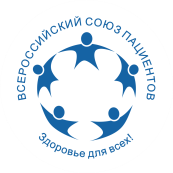 ВСЕРОССИЙСКИЙ СОЮЗ ПАЦИЕНТОВ
Здоровье для всех!